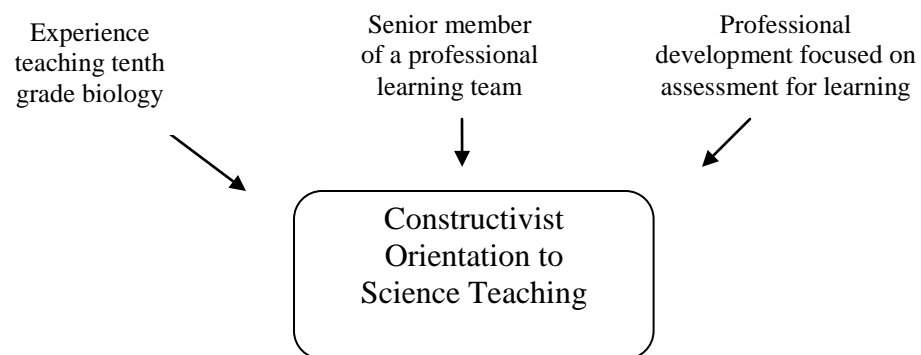 Experience
teaching tenth
grade biology
Senior member
of a professional
learning team
Professional
development focused on
assessment for learning
Constructivist
Orientation to
Science Teaching